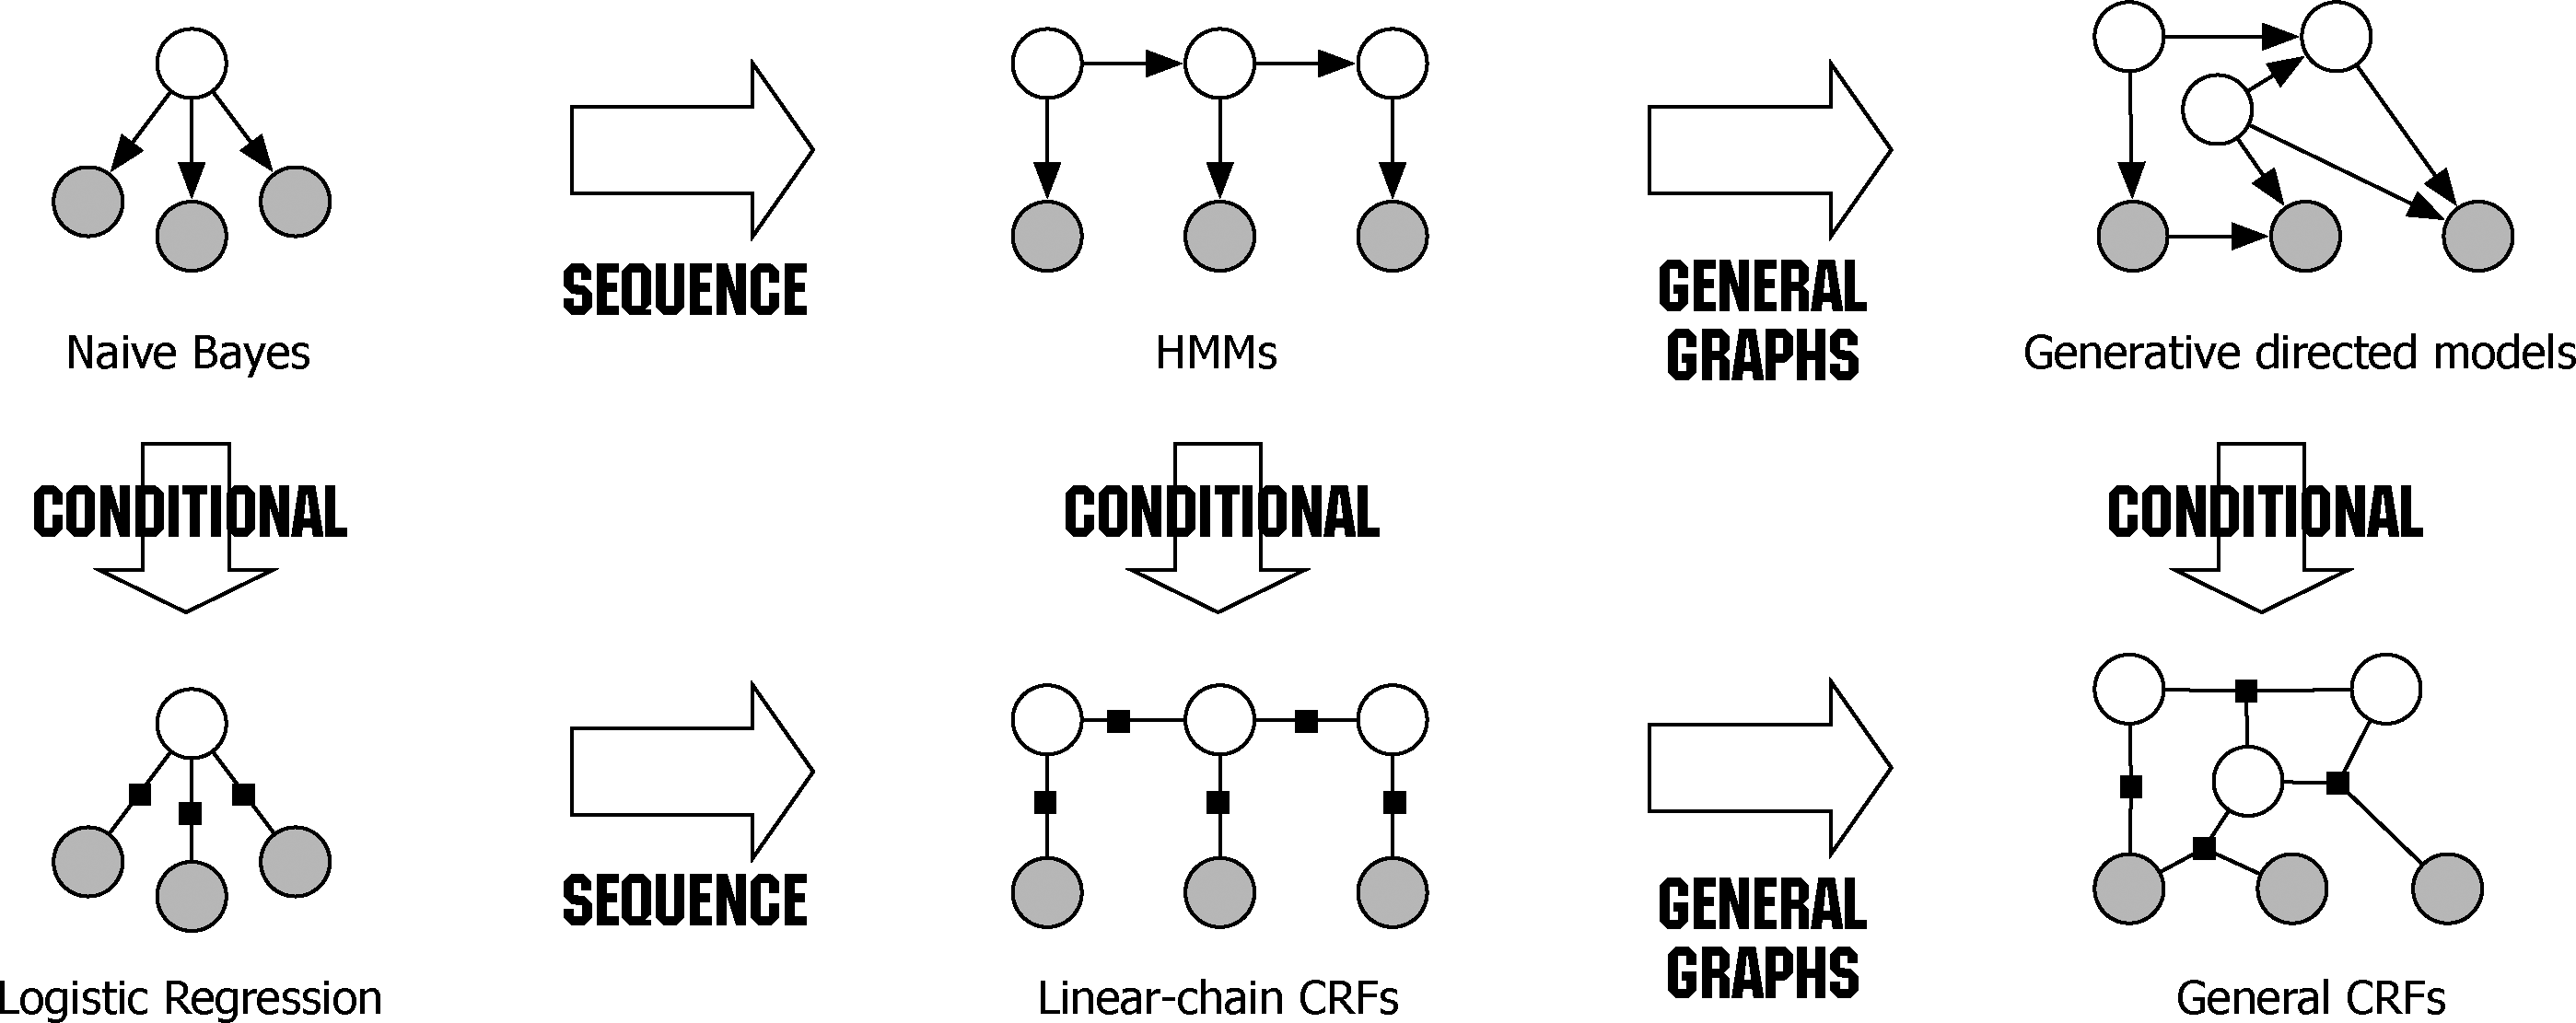 SEQUENCE
GENERAL
GRAPHS
Naive Bayes
HMMs
Generative directed models
CONDITIONAL
CONDITIONAL
CONDITIONAL
SEQUENCE
GENERAL
GRAPHS
Logistic Regression
Linear-chain CRFs
General CRFs